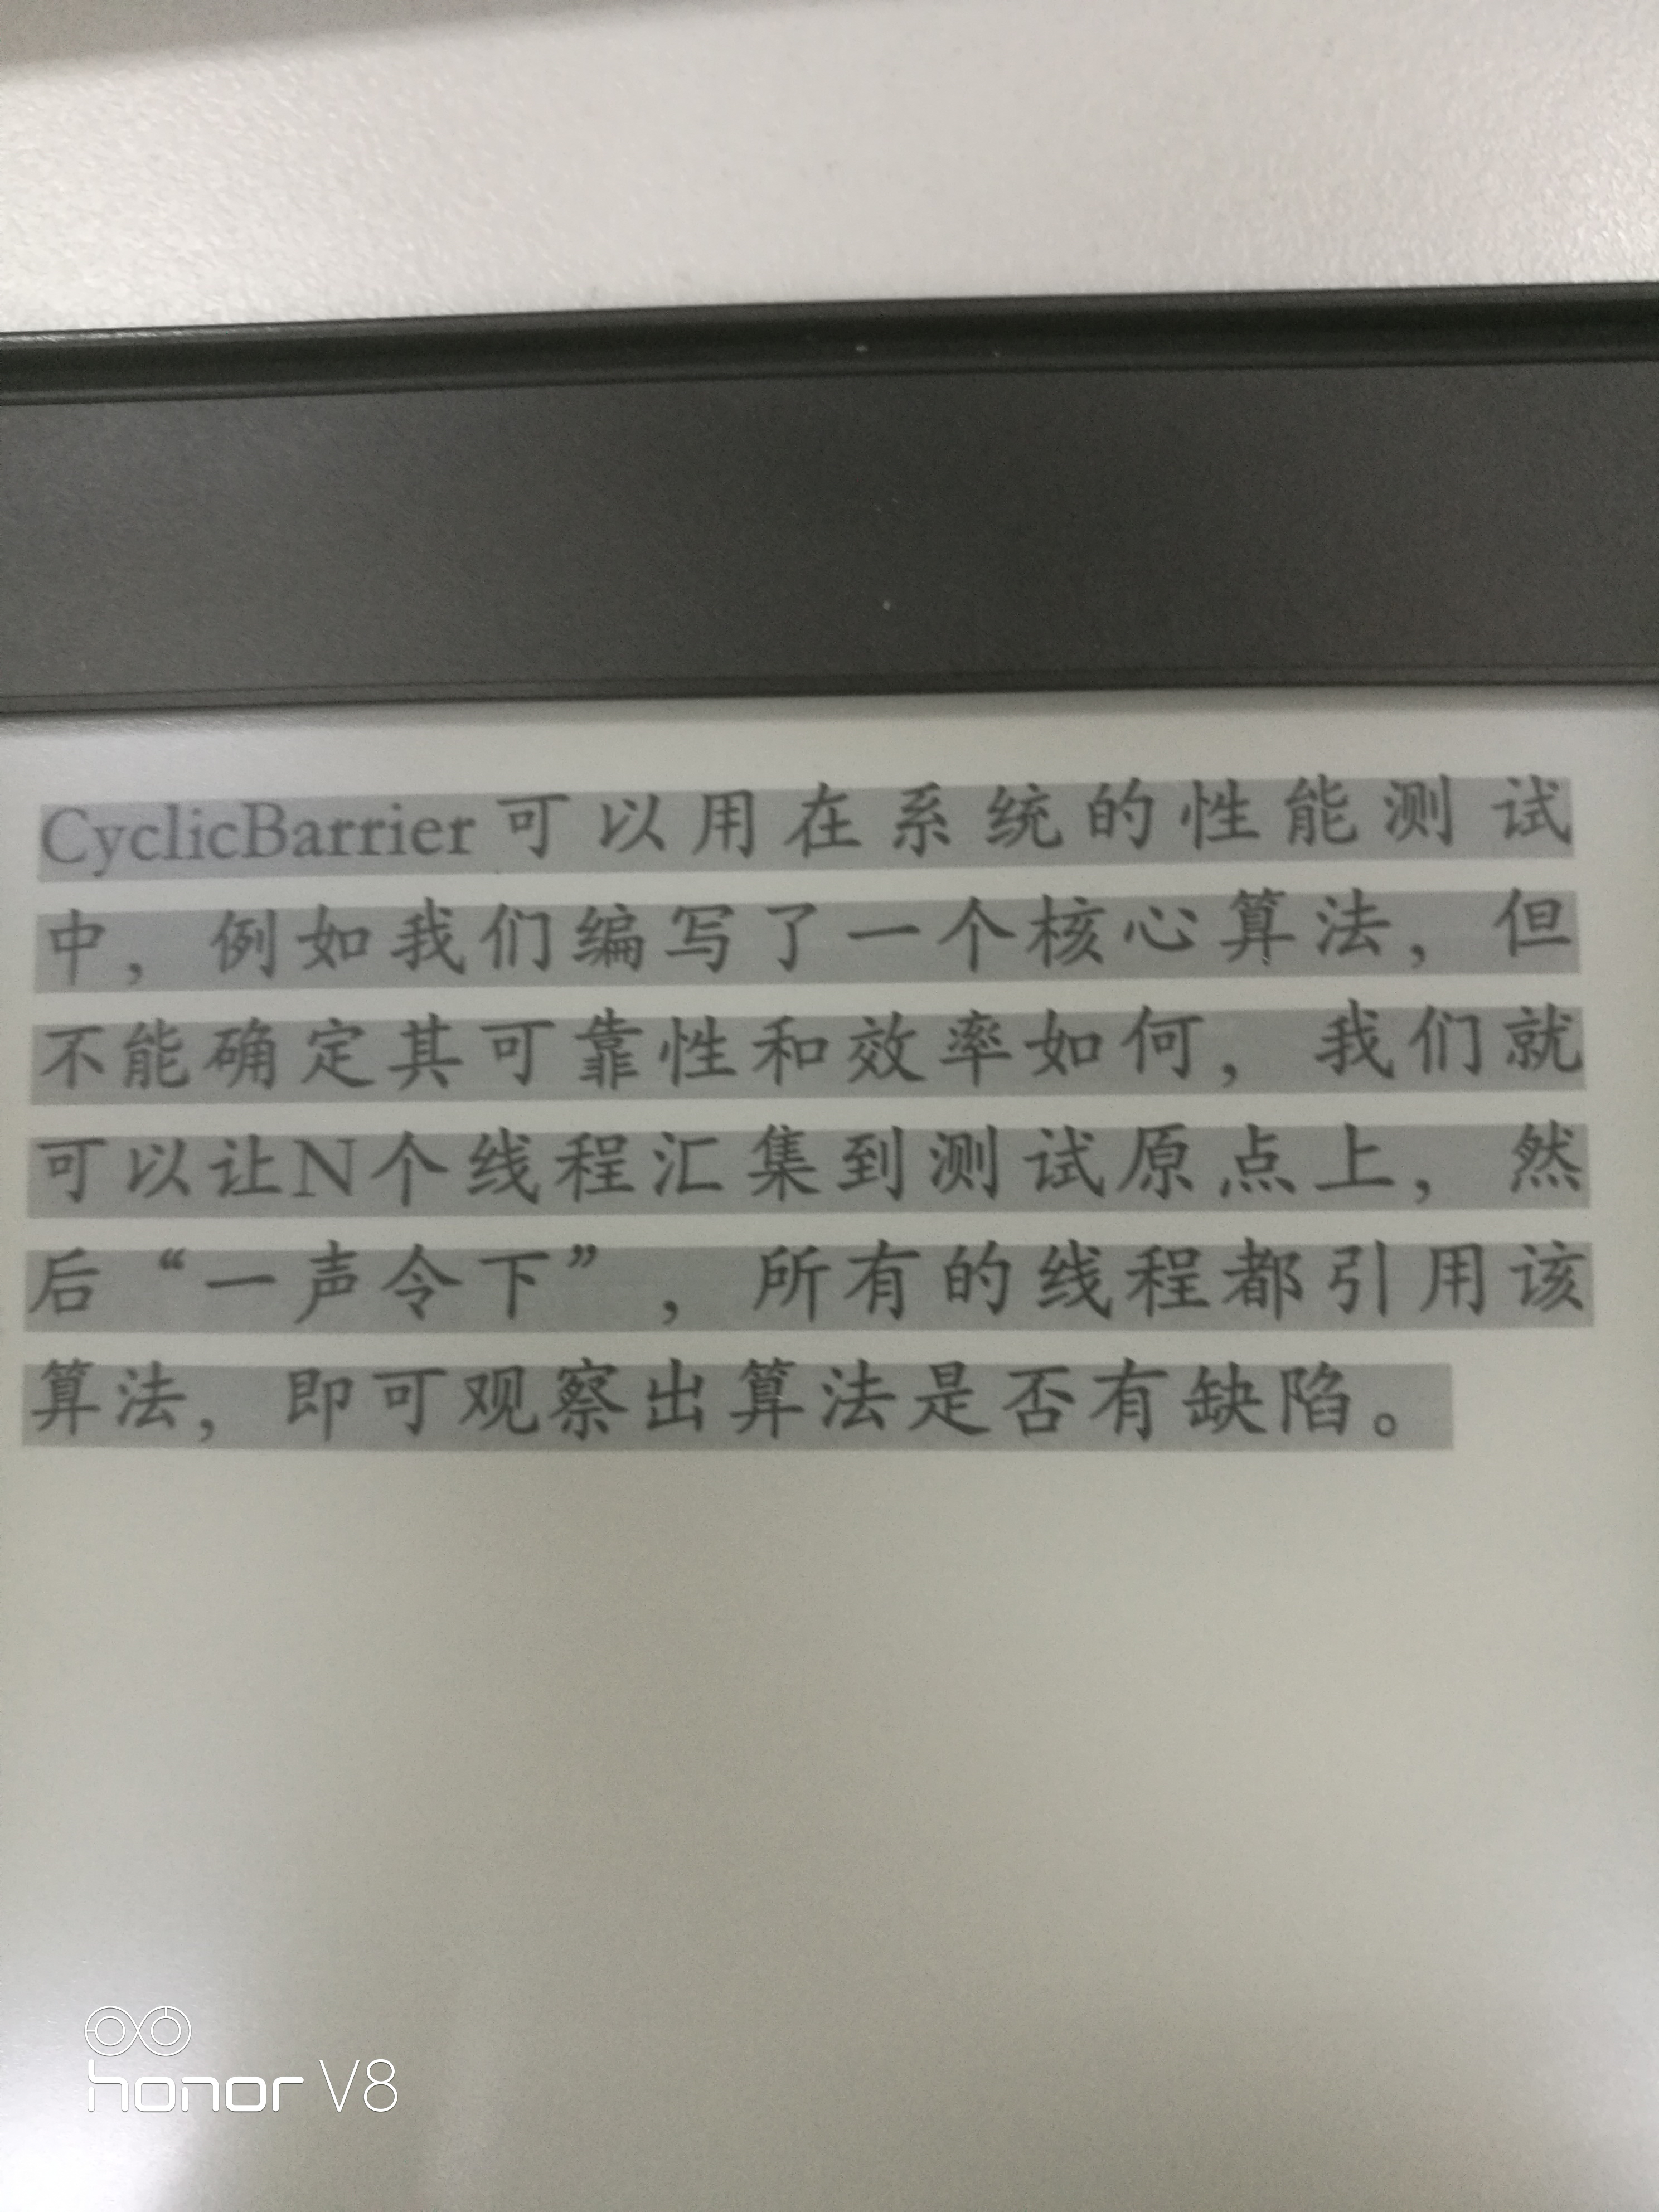 CyclicBarrier可以用在系统的性能测试
中，例如我们编写了一个核心算法，但
不能确定其可靠性和效率如何，我们就
可以让N个线程汇集到测试原点上，然
后“一声令下”，所有的线程都引用该
算法，即可观察出算法是否有缺陷。
honor V8